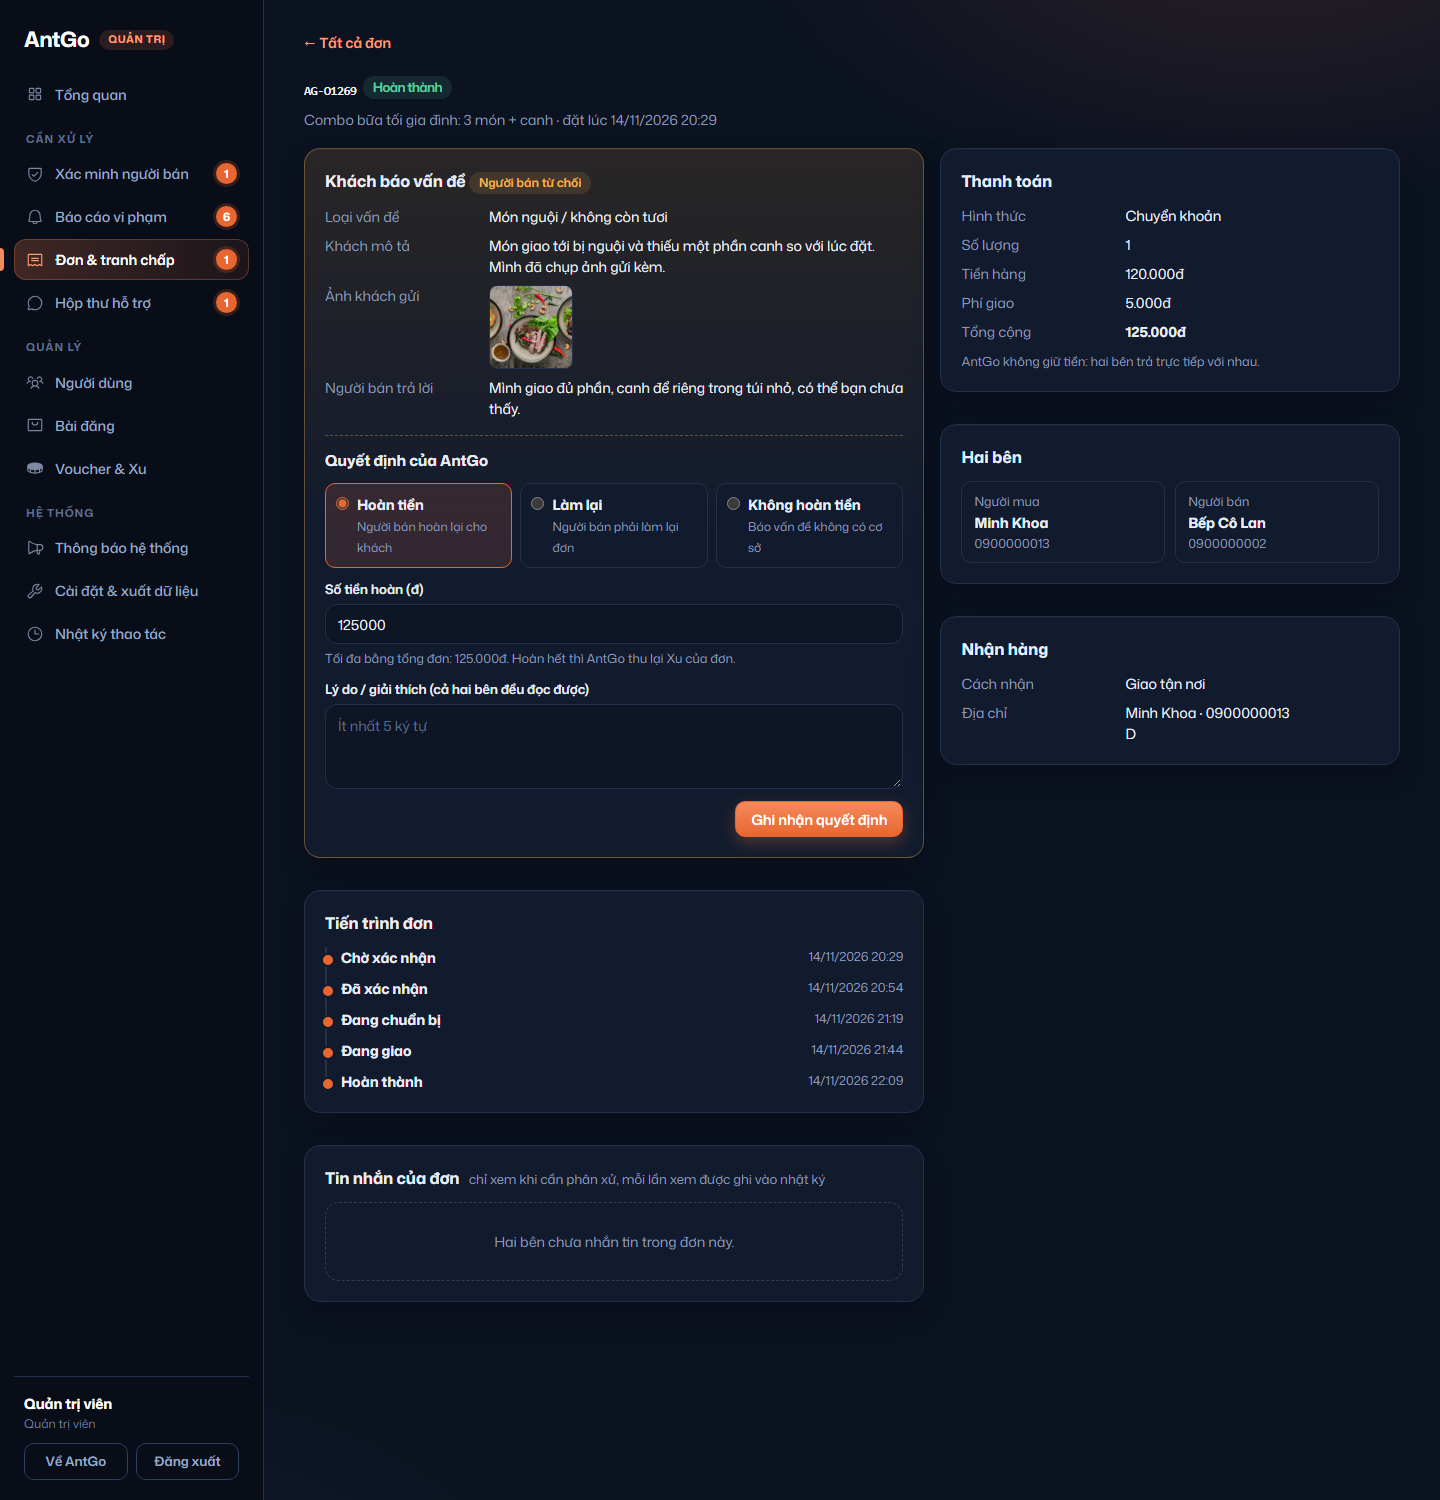 AntGo QUẢN TRỊ
Tổng quan
CẦN XỬ LÝ
Xác minh người bán 1
Báo cáo vi phạm 6
Đơn & tranh chấp 1
Hộp thư hỗ trợ 1
QUẢN LÝ
Người dùng
Bài đăng
Voucher & Xu
HỆ THỐNG
Thông báo hệ thống
Cài đặt & xuất dữ liệu
Nhật ký thao tác
Quản trị viên
Quản trị viên
Về AntGo
Đăng xuất
← Tất cả đơn
AG-01269 Hoàn thành
Combo bữa tối gia đình: 3 món + canh · đặt lúc 14/11/2026 20:29
Khách báo vấn đề Người bán từ chối
Loại vấn đề Món nguội / không còn tươi
Khách mô tả Món giao tới bị nguội và thiếu một phần canh so với lúc đặt.
Mình đã chụp ảnh gửi kèm.
Ảnh khách gửi
Người bán trả lời Mình giao đủ phần, canh để riêng trong túi nhỏ, có thể bạn chưa
thấy.
Quyết định của AntGo
Hoàn tiền
Người bán hoàn lại cho
khách
Làm lại
Người bán phải làm lại
đơn
Không hoàn tiền
Báo vấn đề không có cơ
sở
Số tiền hoàn (đ)
125000
Tối đa bằng tổng đơn: 125.000đ. Hoàn hết thì AntGo thu lại Xu của đơn.
Lý do / giải thích (cả hai bên đều đọc được)
Ít nhất 5 ký tự
Ghi nhận quyết định
Tiến trình đơn
Chờ xác nhận 14/11/2026 20:29
Đã xác nhận 14/11/2026 20:54
Đang chuẩn bị 14/11/2026 21:19
Đang giao 14/11/2026 21:44
Hoàn thành 14/11/2026 22:09
Tin nhắn của đơn chỉ xem khi cần phân xử, mỗi lần xem được ghi vào nhật ký
Hai bên chưa nhắn tin trong đơn này.
Thanh toán
Hình thức Chuyển khoản
Số lượng 1
Tiền hàng 120.000đ
Phí giao 5.000đ
Tổng cộng 125.000đ
AntGo không giữ tiền: hai bên trả trực tiếp với nhau.
Hai bên
Người mua
Minh Khoa
0900000013
Người bán
Bếp Cô Lan
0900000002
Nhận hàng
Cách nhận Giao tận nơi
Địa chỉ Minh Khoa · 0900000013
D